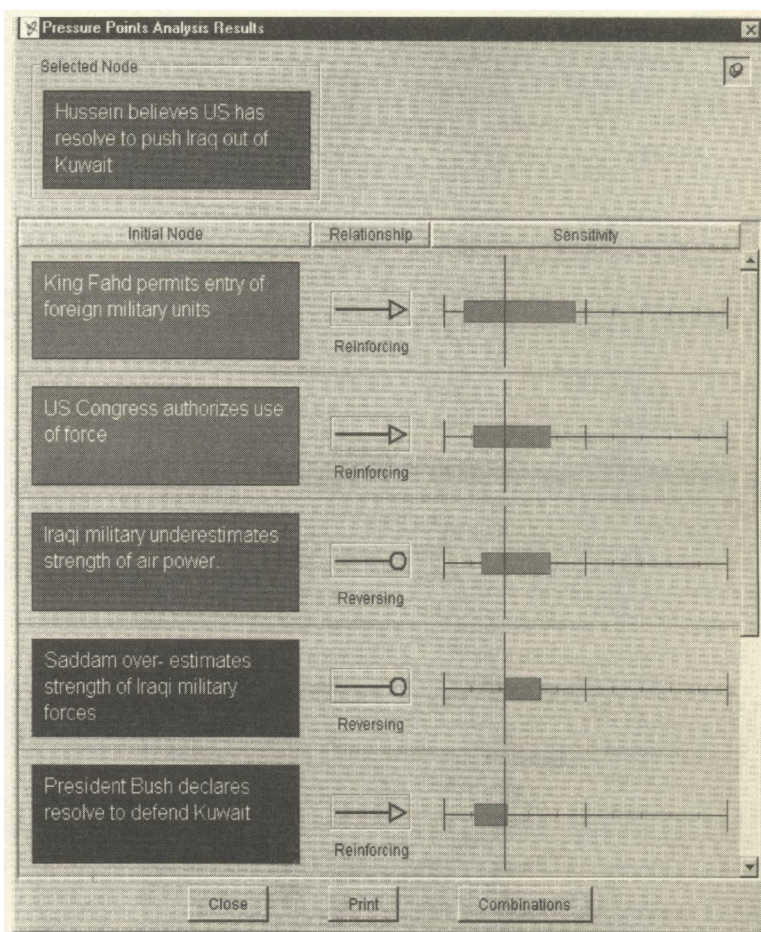 Pressure Points Analysis Results
Selected Node
Hussein believes US has
resolve to push Iraq out of
Kuwait
Initial Node
Relationship
Sensitivity
King Fahd permits entry of
foreign military units
Reinforcing
US Congress authorizes use
of force
Reinforcing
Iraqi military underestimates
strength of air power.
Reversing
Saddam over- estimates
strength of Iraqi military
forces
Reversing
President Bush declares
resolve to defend Kuwait
Reinforcing
Close
Print
Combinations